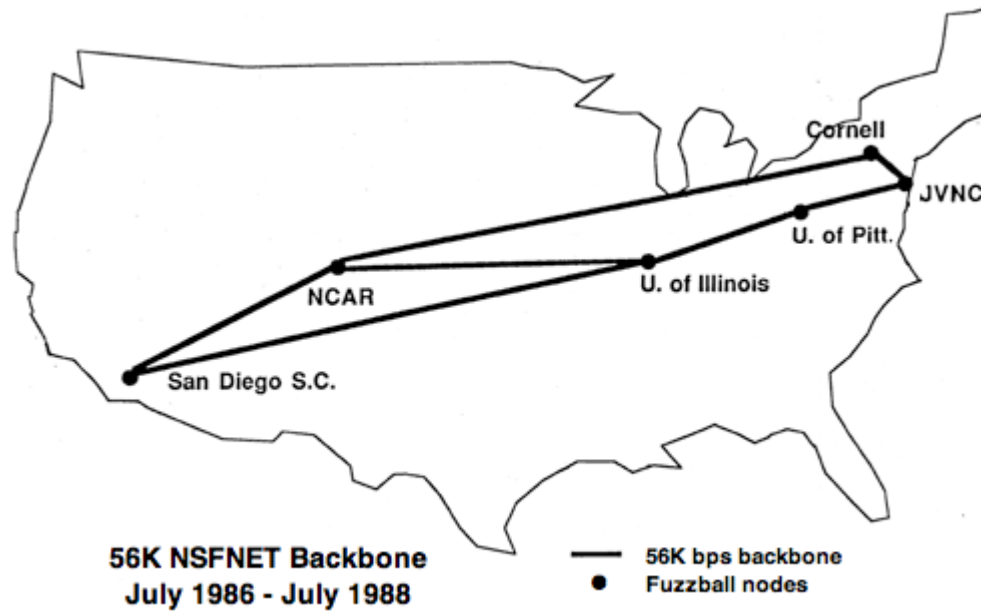 Cornell
JVNC
U. of Pitt.
NCAR
U. of Illinois
San Diego S.C.
56K NSFNET Backbone
July 1986 - July 1988
56K bps backbone
Fuzzball nodes